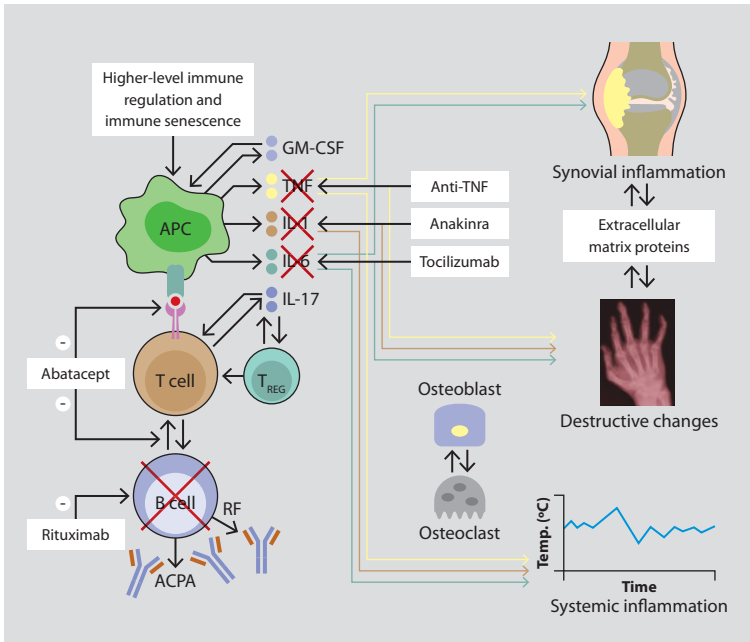 Higher-level immune
regulation and
immune senescence
GM-CSF
TNF
Anti-TNF
Synovial inflammation
APC
IL-1
Anakinra
Extracellular
matrix proteins
IL-6
Tocilizumab
IL-17
-
Abatacept
-
T cell
TREG
Osteoblast
Destructive changes
B cell
RF
-
Rituximab
Osteoclast
ACPA
Temp. (ºC)
Time
Systemic inflammation